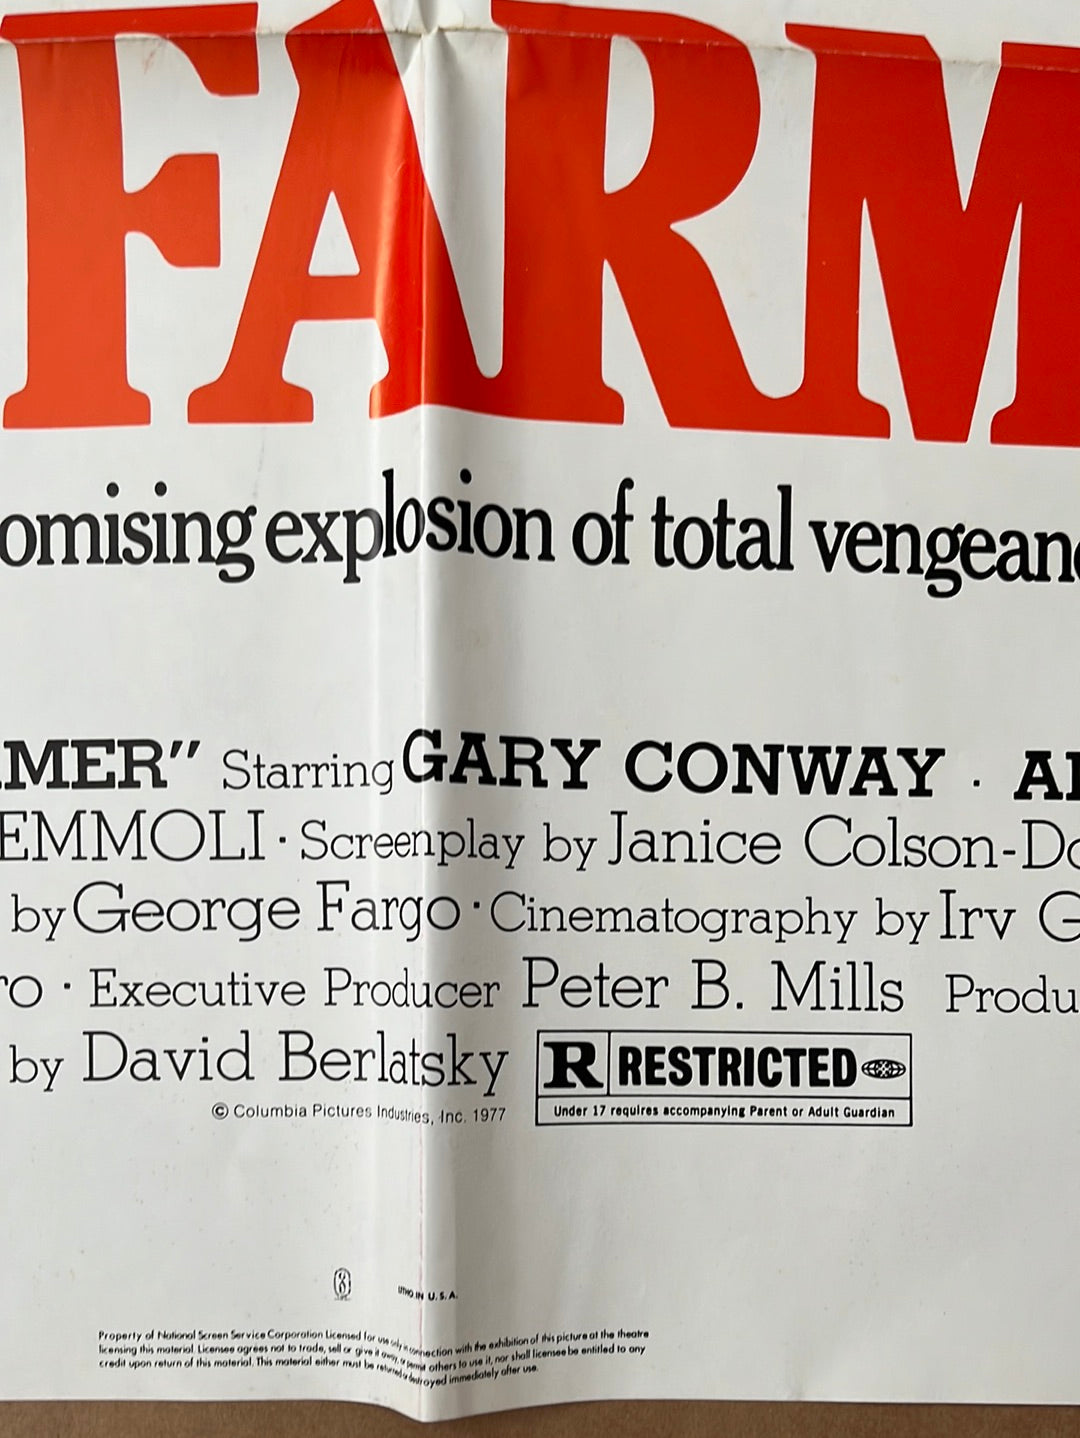 FARM
omising explosion of total vengean
MER" Starring GARY CONWAY · A
EMMOLI · Screenplay by Janice Colson-Do
by George Fargo · Cinematography by Irv G
ro · Executive Producer Peter B. Mills Produ
by David Berlatsky
R RESTRICTED
Under 17 requires accompanying Parent or Adult Guardian
© Columbia Pictures Industries, Inc. 1977
LITHO. IN U.S.A.
Property of National Screen Service Corporation Licensed for use only in connection with the exhibition of this picture at the theatre
licensing this material. Licensee agrees not to trade, sell or give it away, or permit others to use it, nor shall licensee be entitled to any
credit upon return of this material. This material either must be returned or destroyed immediately after use.